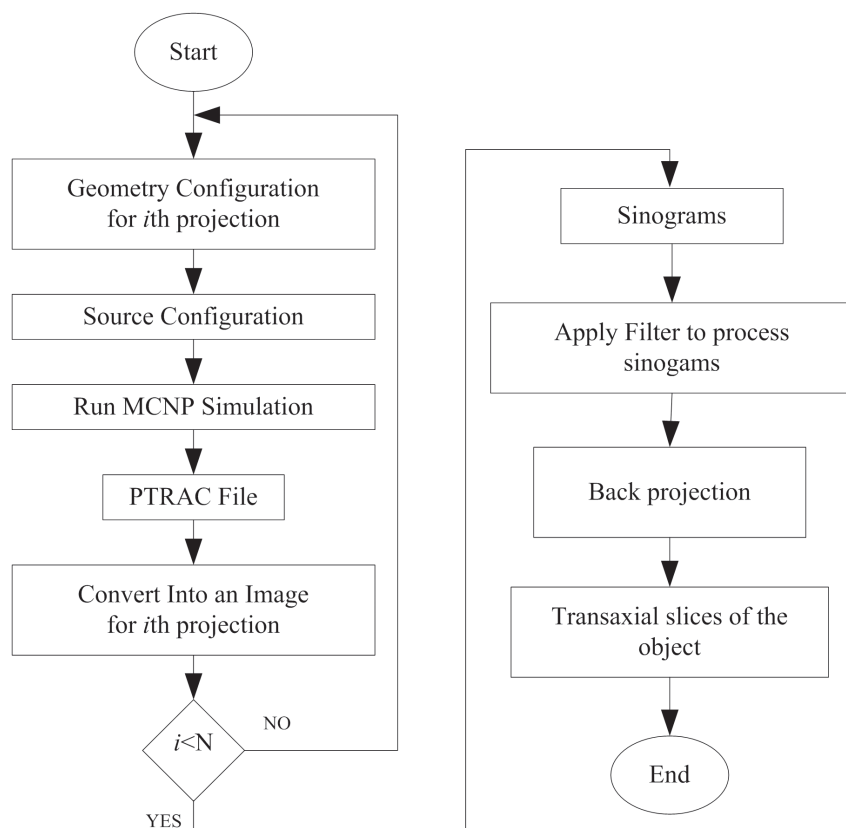 Start
Geometry Configuration
for ith projection
Source Configuration
Run MCNP Simulation
PTRAC File
Convert Into an Image
for ith projection
i<N
NO
YES
Sinograms
Apply Filter to process
sinogams
Back projection
Transaxial slices of the
object
End